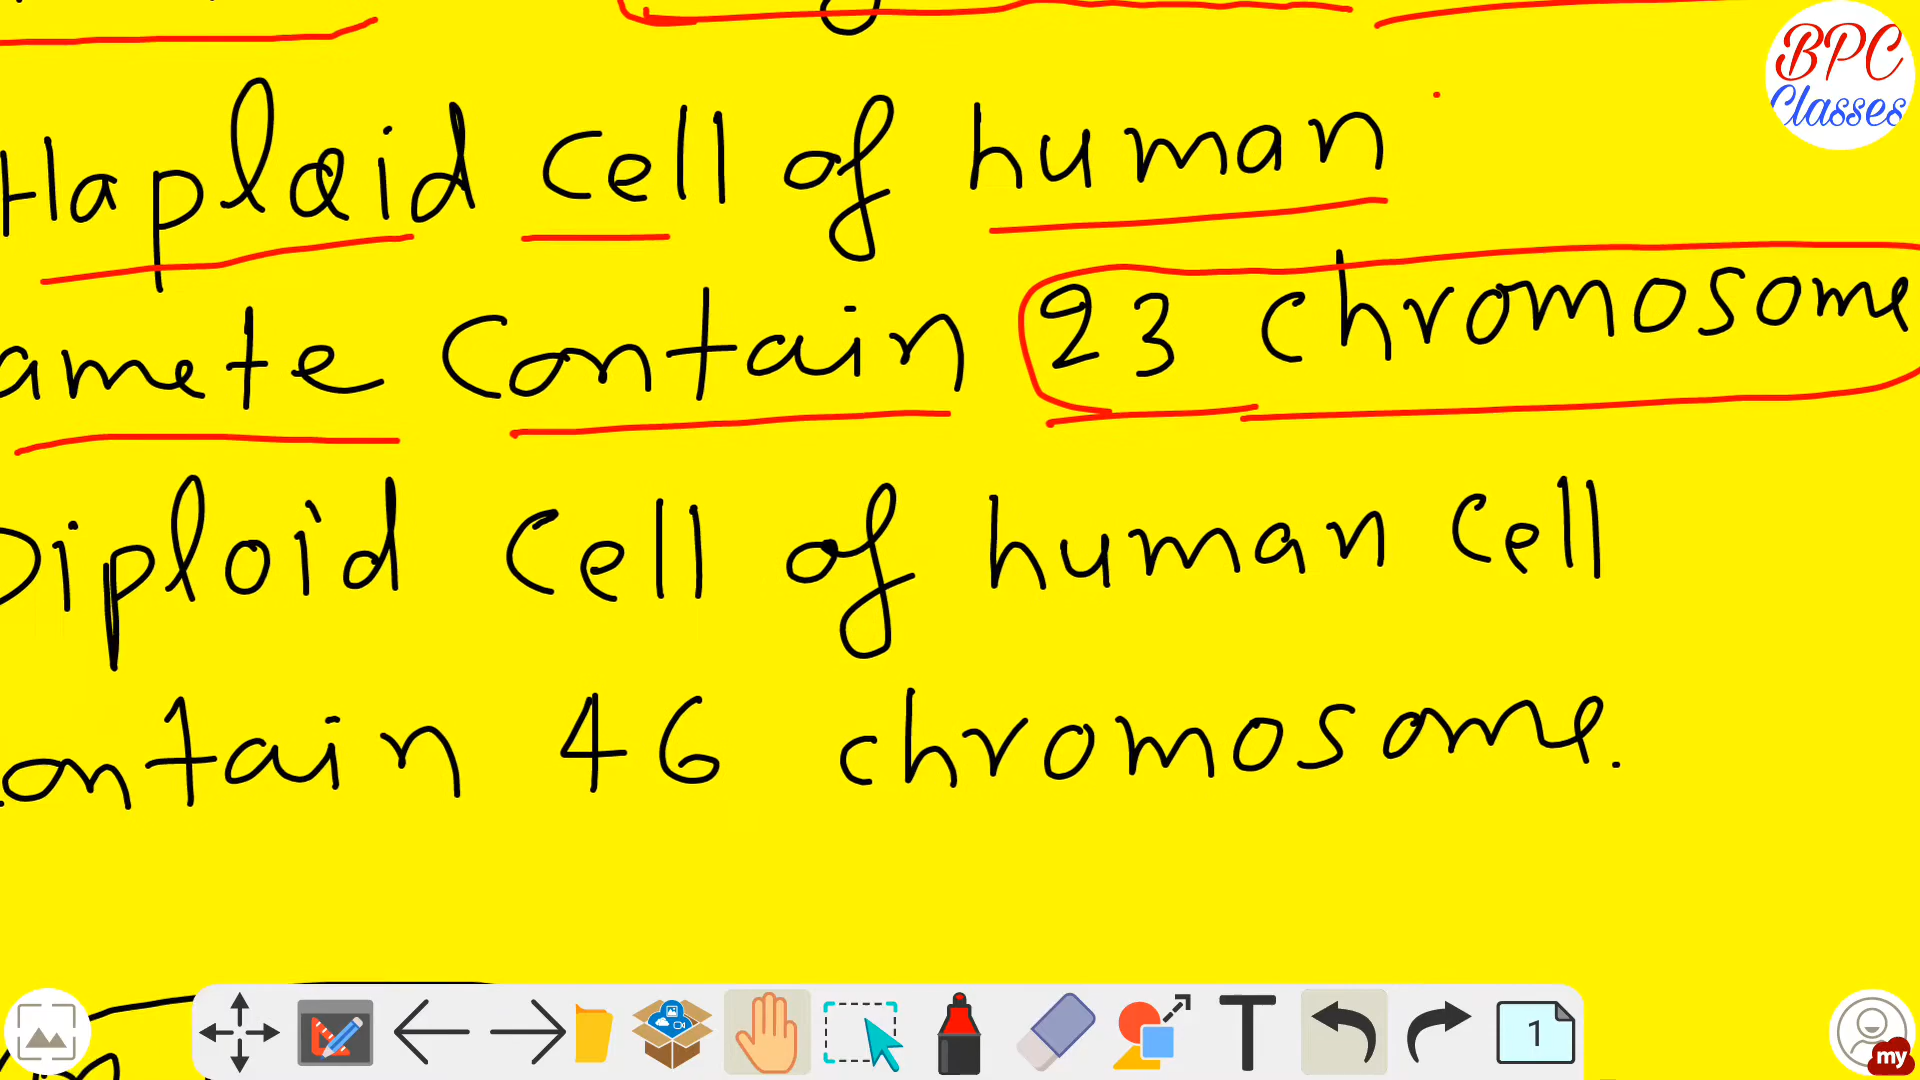 BPC
Classes
Haploid cell of human
amete contain 23 chromosome
Diploid cell of human cell
ontain 46 chromosome.
T
1
my